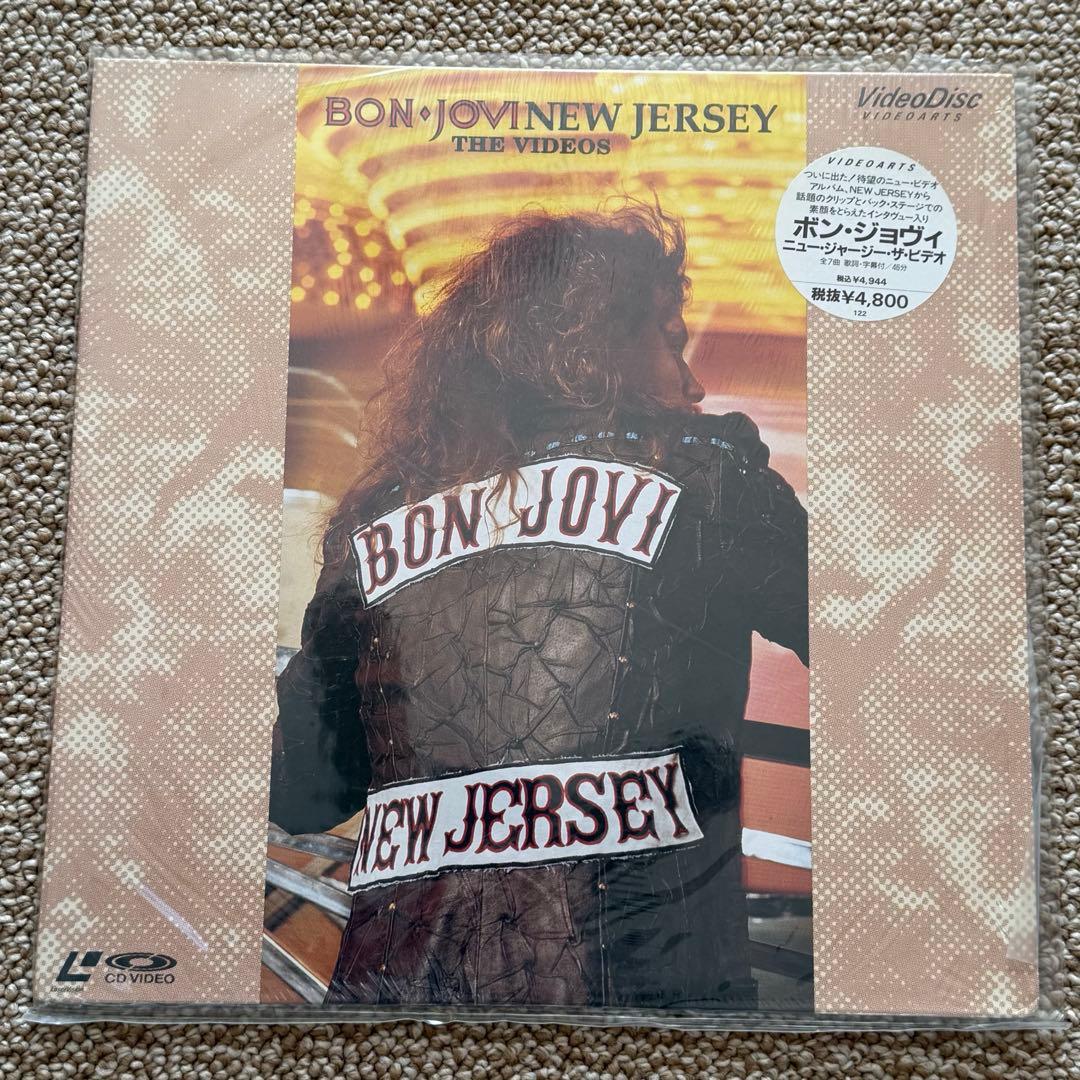 BON•JOVI NEW JERSEY
THE VIDEOS
VideoDisc
VIDEOARTS
VIDEOARTS
ついに出た!待望のニュー・ビデオ
アルバム、NEW JERSEYから
話題のクリップとバック・ステージでの
素顔をとらえたインタヴュー入り
ボン・ジョヴィ
ニュー・ジャージー・ザ・ビデオ
全7曲 歌詞・字幕付/46分
税込¥4,944
税抜¥4,800
122
BON JOVI
NEW JERSEY
CD VIDEO